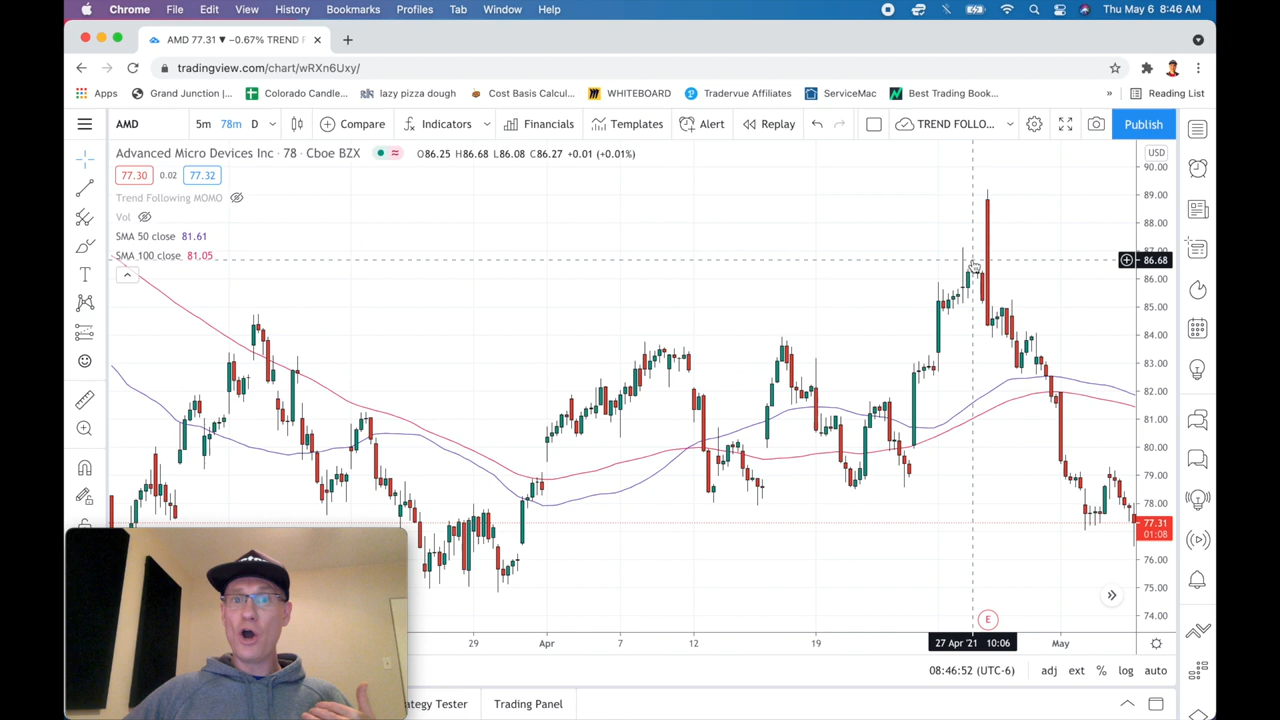 Chrome File Edit View History Bookmarks Profiles Tab Window Help Thu May 6 8:46 AM
AMD 77.31 ▼ −0.67% TREND F
tradingview.com/chart/wRXn6Uxy/
Apps Grand Junction |... Colorado Candle... lazy pizza dough Cost Basis Calcul... WHITEBOARD Tradervue Affiliates ServiceMac Best Trading Book... » Reading List
AMD 5m 78m D Compare Indicators Financials Templates Alert Replay TREND FOLLO... Publish
Advanced Micro Devices Inc · 78 · Cboe BZX O86.25 H86.68 L86.08 C86.27 +0.01 (+0.01%) USD
77.30 0.02 77.32
Trend Following MOMO
Vol
SMA 50 close 81.61
SMA 100 close 81.05
90.00
89.00
88.00
87.00
86.68
86.00
85.00
84.00
83.00
82.00
81.00
80.00
79.00
78.00
77.31
01:08
76.00
75.00
74.00
E
29 Apr 7 12 19 27 Apr '21 10:06 May
08:46:52 (UTC-6) adj ext % log auto
ategy Tester Trading Panel